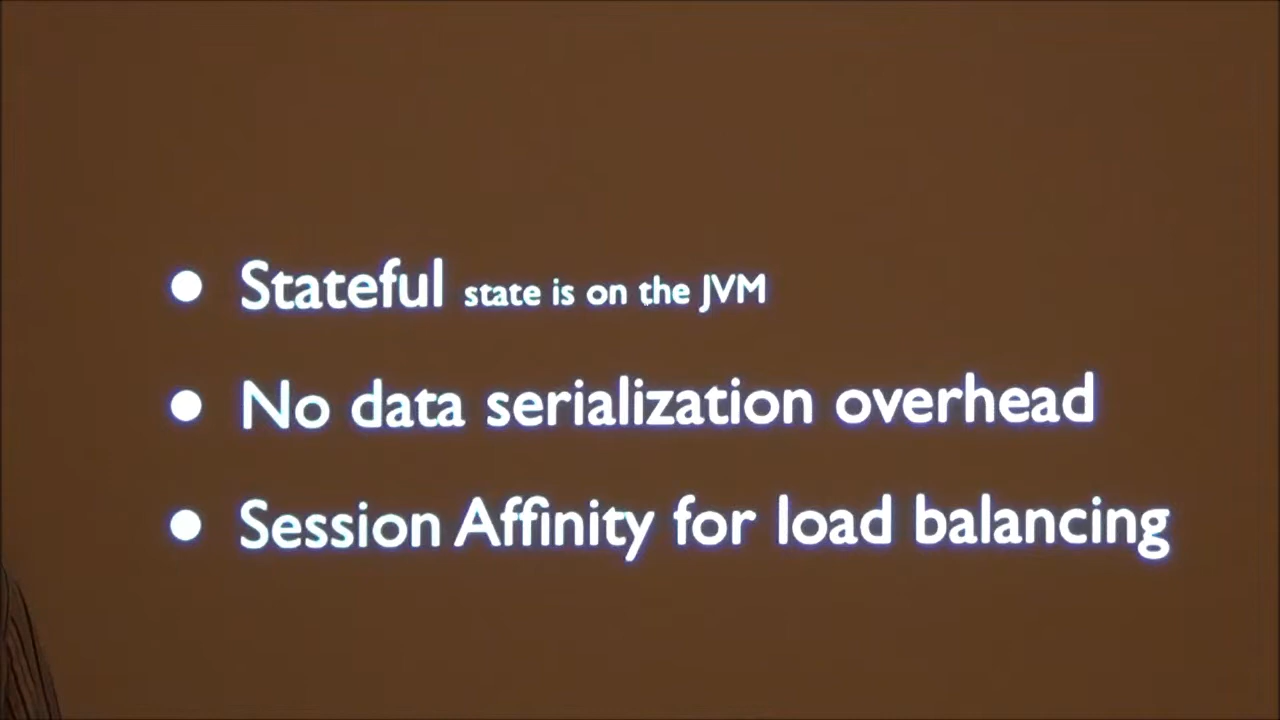 • Stateful state is on the JVM
• No data serialization overhead
• Session Affinity for load balancing